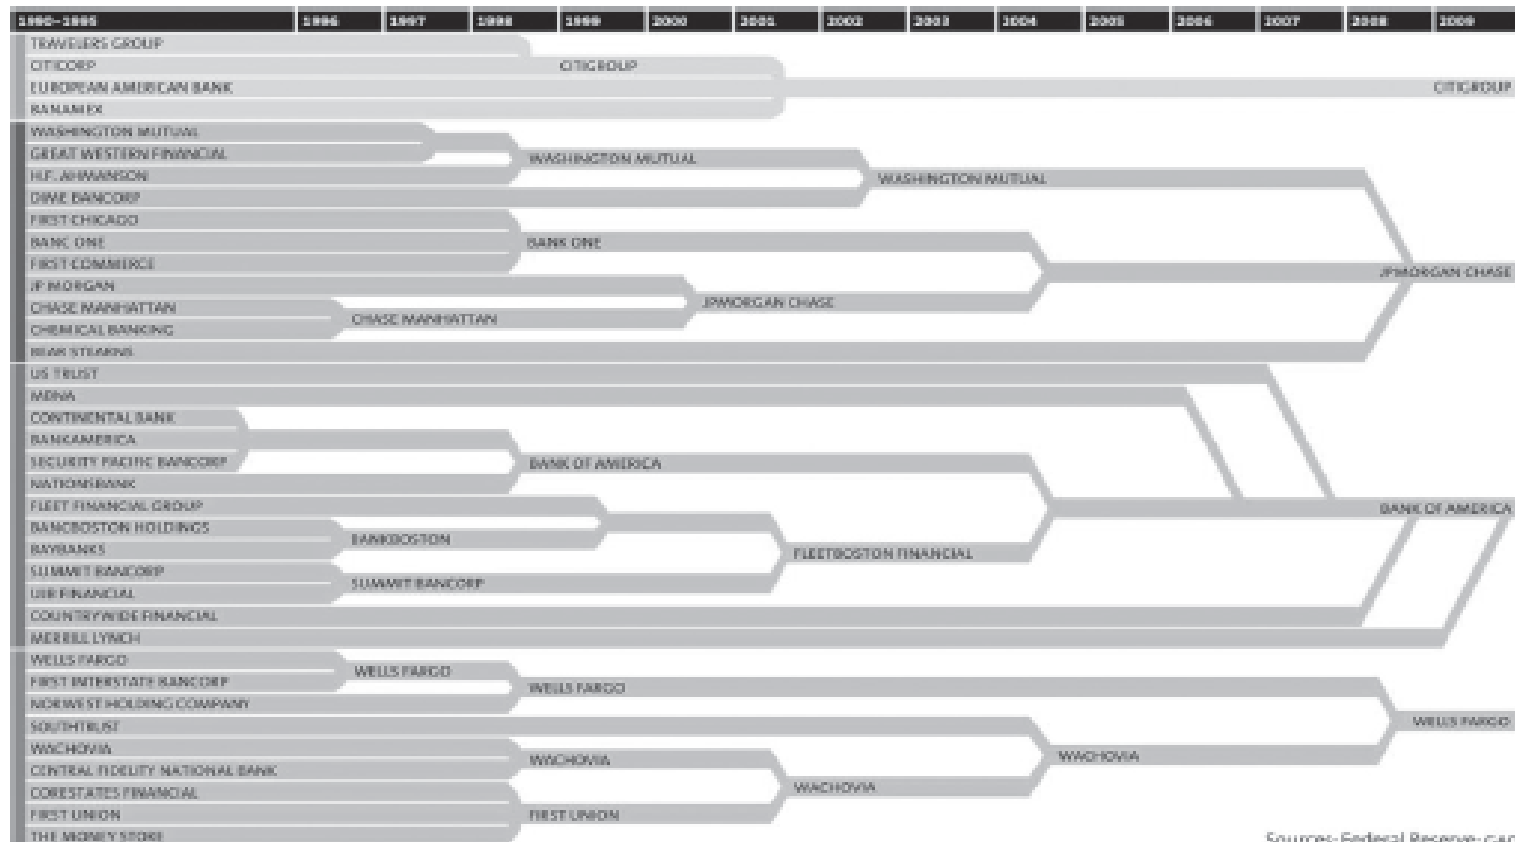 1990-1995 1996 1997 1998 1999 2000 2001 2002 2003 2004 2005 2006 2007 2008 2009
TRAVELERS GROUP
CITICORP CITIGROUP
EUROPEAN AMERICAN BANK CITIGROUP
BANAMEX
WASHINGTON MUTUAL
GREAT WESTERN FINANCIAL WASHINGTON MUTUAL
H.F. AHMANSON WASHINGTON MUTUAL
DIME BANCORP
FIRST CHICAGO
BANC ONE BANK ONE
FIRST COMMERCE JPMORGAN CHASE
JP MORGAN
CHASE MANHATTAN CHASE MANHATTAN JPMORGAN CHASE
CHEMICAL BANKING
BEAR STEARNS
US TRUST
MBNA
CONTINENTAL BANK
BANKAMERICA
SECURITY PACIFIC BANCORP BANK OF AMERICA
NATIONSBANK
FLEET FINANCIAL GROUP BANK OF AMERICA
BANCBOSTON HOLDINGS BANKBOSTON
BAYBANKS FLEETBOSTON FINANCIAL
SUMMIT BANCORP SUMMIT BANCORP
UJB FINANCIAL
COUNTRYWIDE FINANCIAL
MERRILL LYNCH
WELLS FARGO WELLS FARGO
FIRST INTERSTATE BANCORP WELLS FARGO
NORWEST HOLDING COMPANY
SOUTHTRUST WELLS FARGO
WACHOVIA WACHOVIA WACHOVIA
CENTRAL FIDELITY NATIONAL BANK
CORESTATES FINANCIAL WACHOVIA
FIRST UNION FIRST UNION
THE MONEY STORE
Sources: Federal Reserve; GAO